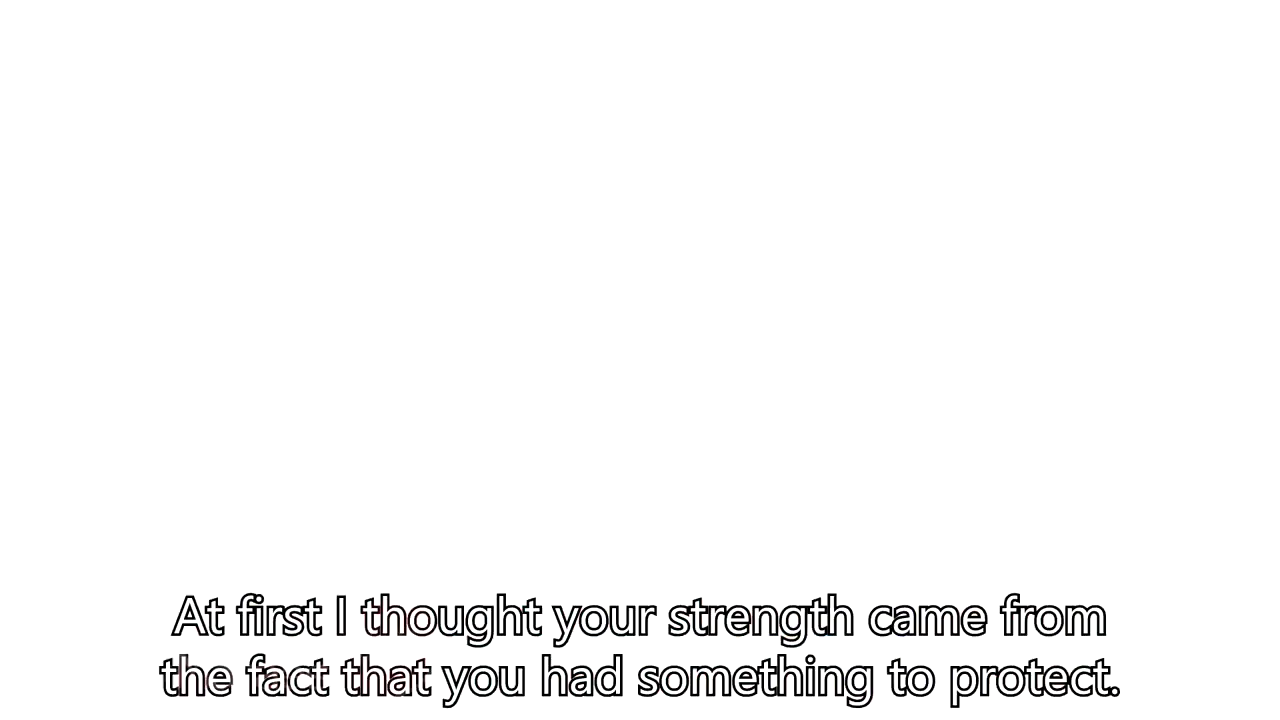 At first I thought your strength came from
the fact that you had something to protect.